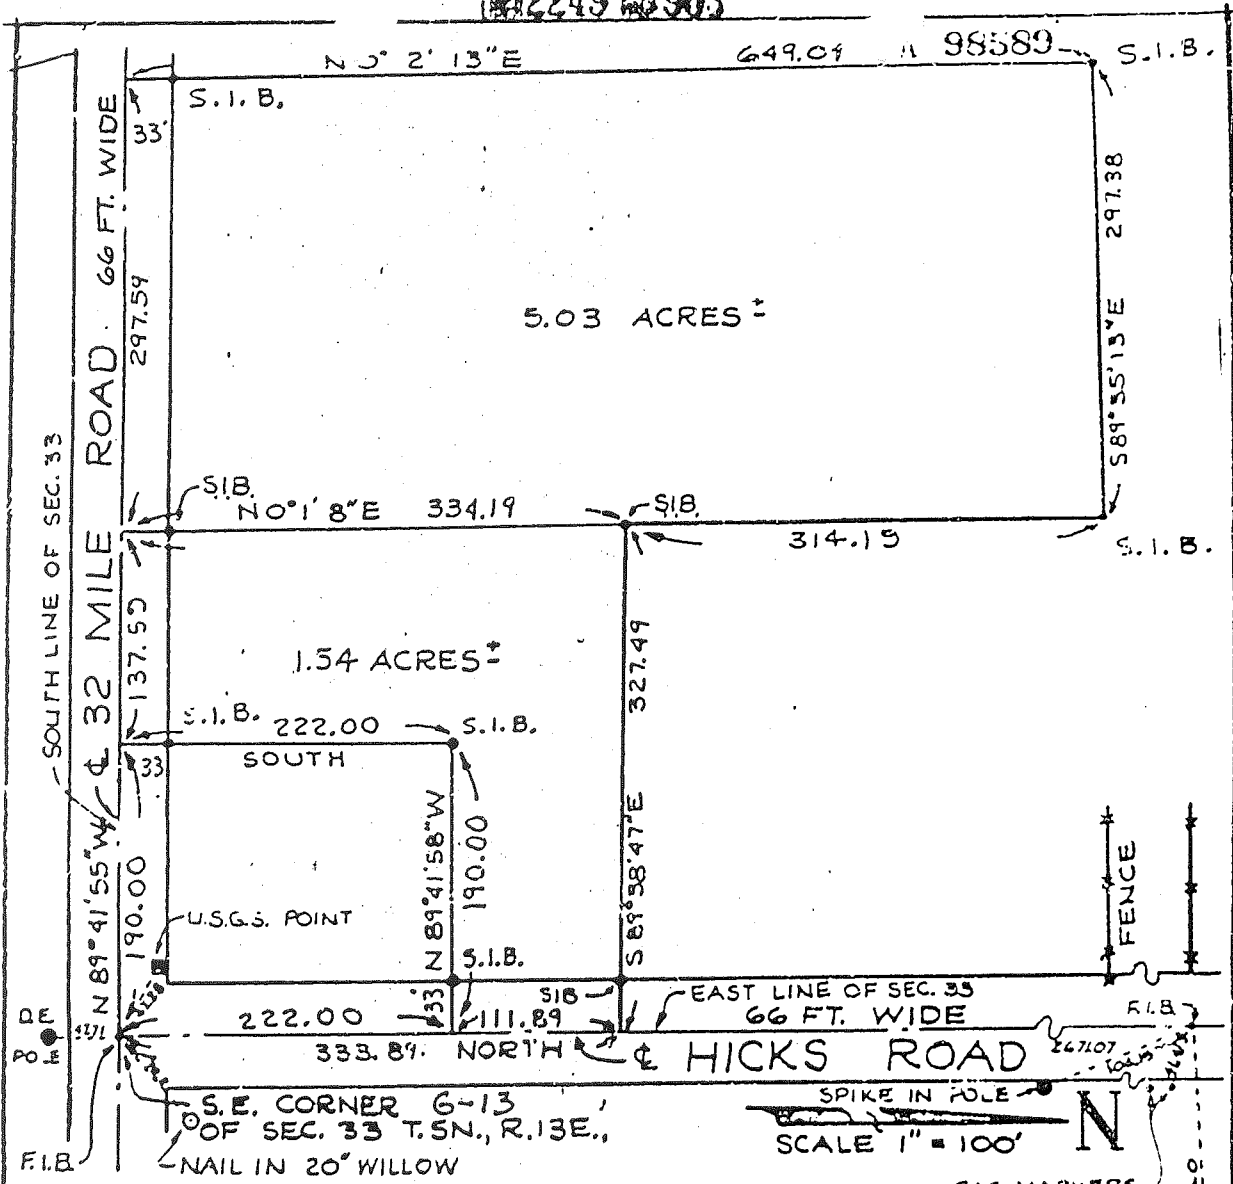 N 0° 2' 13"E
649.04
98589
S.I.B.
S.I.B.
33'
297.38
SOUTH LINE OF SEC. 33
N 89°41'55"W ₵ 32 MILE ROAD 66 FT. WIDE
297.59
5.03 ACRES ±
S 89°55'13"E
S.I.B.
N 0° 1' 8"E
334.19
S.I.B.
314.15
S.I.B.
137.59
1.54 ACRES ±
327.49
S.I.B.
222.00
S.I.B.
33
SOUTH
N 89°41'58"W
190.00
S 89°58'47"E
190.00
U.S.G.S. POINT
FENCE
S.I.B.
33'
SIB
EAST LINE OF SEC. 33
222.00
111.89
66 FT. WIDE
F.I.B.
D.E.
POLE
333.89
NORTH
₵ HICKS ROAD
SPIKE IN POLE
S.E. CORNER G-13
OF SEC. 33 T.5N., R.13E.,
N
SCALE 1" = 100'
F.I.B.
NAIL IN 20" WILLOW